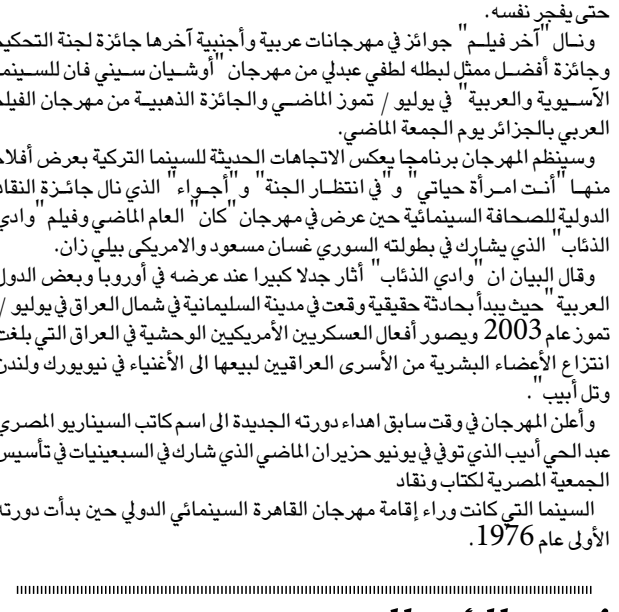 حتى يفجر نفسه.
ونـال "آخر فيلـم" جوائز في مهرجانات عربية وأجنبية آخرها جائزة لجنة التحكيم
وجائزة أفضـل ممثل لبطله لطفي عبدلي من مهرجان "أوشـيان سـيني فان للسـينما
الآسـيوية والعربية" في يوليو / تموز الماضـي والجائزة الذهبيـة من مهرجان الفيلم
العربي بالجزائر يوم الجمعة الماضي.
وسينظم المهرجان برنامجا يعكس الاتجاهات الحديثة للسينما التركية بعرض أفلام
منهـا "أنـت امـرأة حياتي" و"في انتظـار الجنة" و"أجـواء" الذي نال جائـزة النقاد
الدولية للصحافة السينمائية حين عرض في مهرجان "كان" العام الماضي وفيلم "وادي
الذئاب" الذي يشارك في بطولته السوري غسان مسعود والامريكى بيلي زان.
وقال البيان ان "وادي الذئاب" أثار جدلا كبيرا عند عرضه في أوروبا وبعض الدول
العربية "حيث يبدأ بحادثة حقيقية وقعت في مدينة السليمانية في شمال العراق في يوليو /
تموز عام 2003 ويصور أفعال العسكريين الأمريكيين الوحشية في العراق التي بلغت
انتزاع الأعضاء البشرية من الأسرى العراقيين لبيعها الى الأغنياء في نيويورك ولندن
وتل أبيب".
وأعلن المهرجان في وقت سابق اهداء دورته الجديدة الى اسم كاتب السيناريو المصري
عبد الحي أديب الذي توفي في يونيو حزيران الماضي الذي شارك في السبعينيات في تأسيس
الجمعية المصرية لكتاب ونقاد
السينما التي كانت وراء إقامة مهرجان القاهرة السينمائي الدولي حين بدأت دورته
الأولى عام 1976.